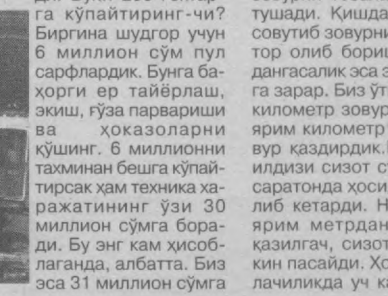 га кўпайтиринг-чи?
Биргина шудгор учун
6 миллион сўм пул
сарфлардик. Бунга ба-
ҳорги ер тайёрлаш,
экиш, ғўза парвариши
ва ҳоказоларни
қўшинг. 6 миллионни
тахминан бешга кўпай-
тирсак ҳам техника ха-
ражатининг ўзи 30
миллион сўмга бора-
ди. Бу энг кам ҳисоб-
лаганда, албатта. Биз
эса 31 миллион сўмга
тушади. Қишда
совутиб зовурни
тор олиб бориш
дангасалик эса з
га зарар. Биз ўт
километр зову
ярим километр
вур қаздирдик.
илдизи сизот с
саратонда ҳоси
либ кетарди. Н
ярим метрдан
қазилгач, сизот
кин пасайди. Ҳо
лачиликда уч ка